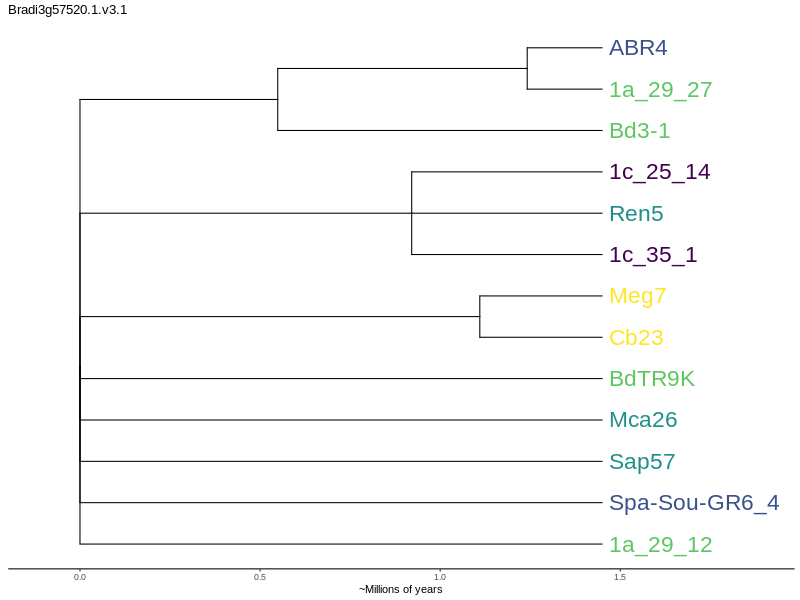 Bradi3g57520.1.v3.1
ABR4
1a_29_27
Bd3-1
1c_25_14
Ren5
1c_35_1
Meg7
Cb23
BdTR9K
Mca26
Sap57
Spa-Sou-GR6_4
1a_29_12
0.0 0.5 1.0 1.5
~Millions of years